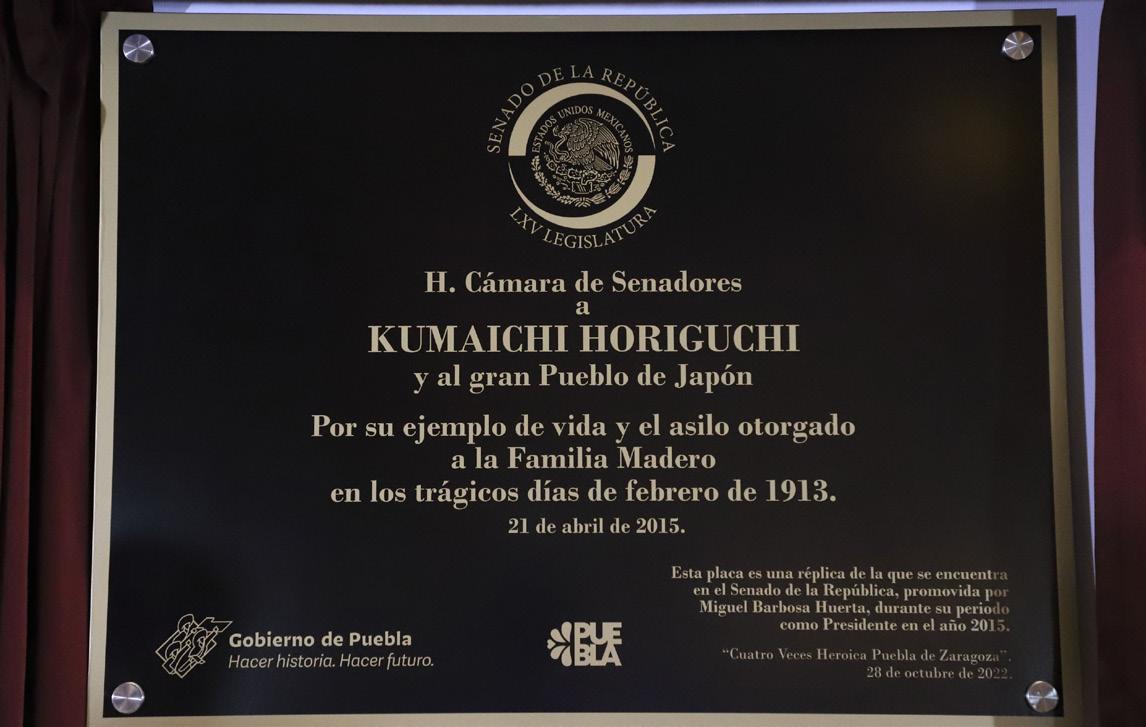 SENADO DE LA REPÚBLICA
ESTADOS UNIDOS MEXICANOS
LXV LEGISLATURA
H. Cámara de Senadores
a
KUMAICHI HORIGUCHI
y al gran Pueblo de Japón
Por su ejemplo de vida y el asilo otorgado
a la Familia Madero
en los trágicos días de febrero de 1913.
21 de abril de 2015.
Esta placa es una réplica de la que se encuentra
en el Senado de la República, promovida por
Miguel Barbosa Huerta, durante su periodo
como Presidente en el año 2015.
“Cuatro Veces Heroica Puebla de Zaragoza”.
28 de octubre de 2022.
Gobierno de Puebla
Hacer historia. Hacer futuro.
PUE
BLA